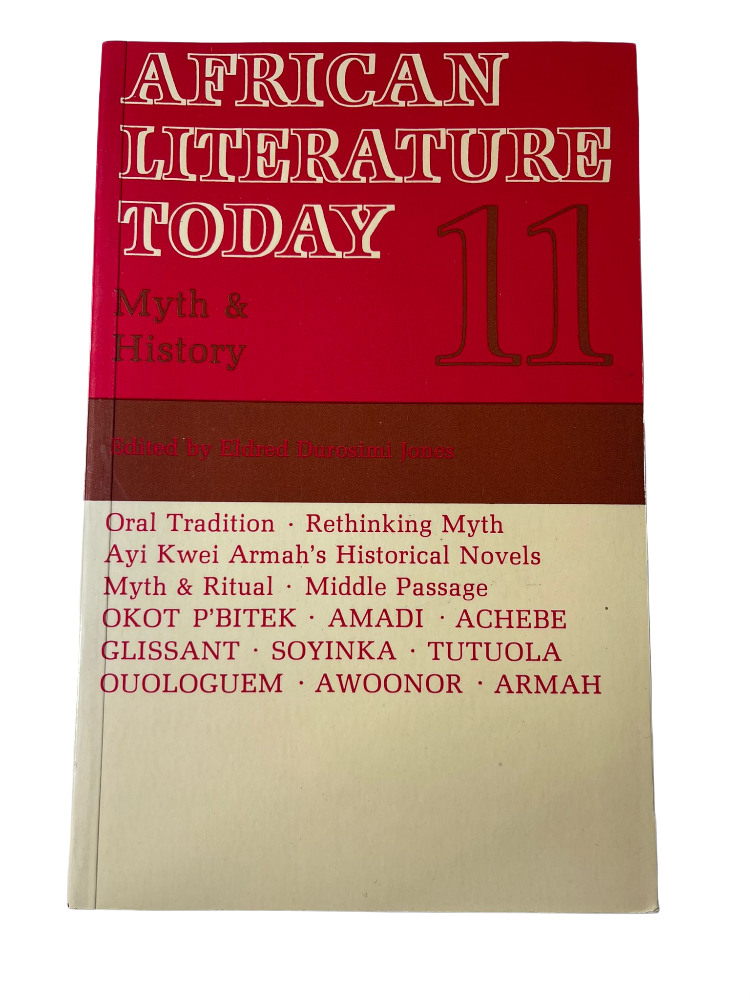 AFRICAN
LITERATURE
TODAY
11
Myth &
History
Edited by Eldred Durosimi Jones
Oral Tradition · Rethinking Myth
Ayi Kwei Armah's Historical Novels
Myth & Ritual · Middle Passage
OKOT P'BITEK · AMADI · ACHEBE
GLISSANT · SOYINKA · TUTUOLA
OUOLOGUEM · AWOONOR · ARMAH